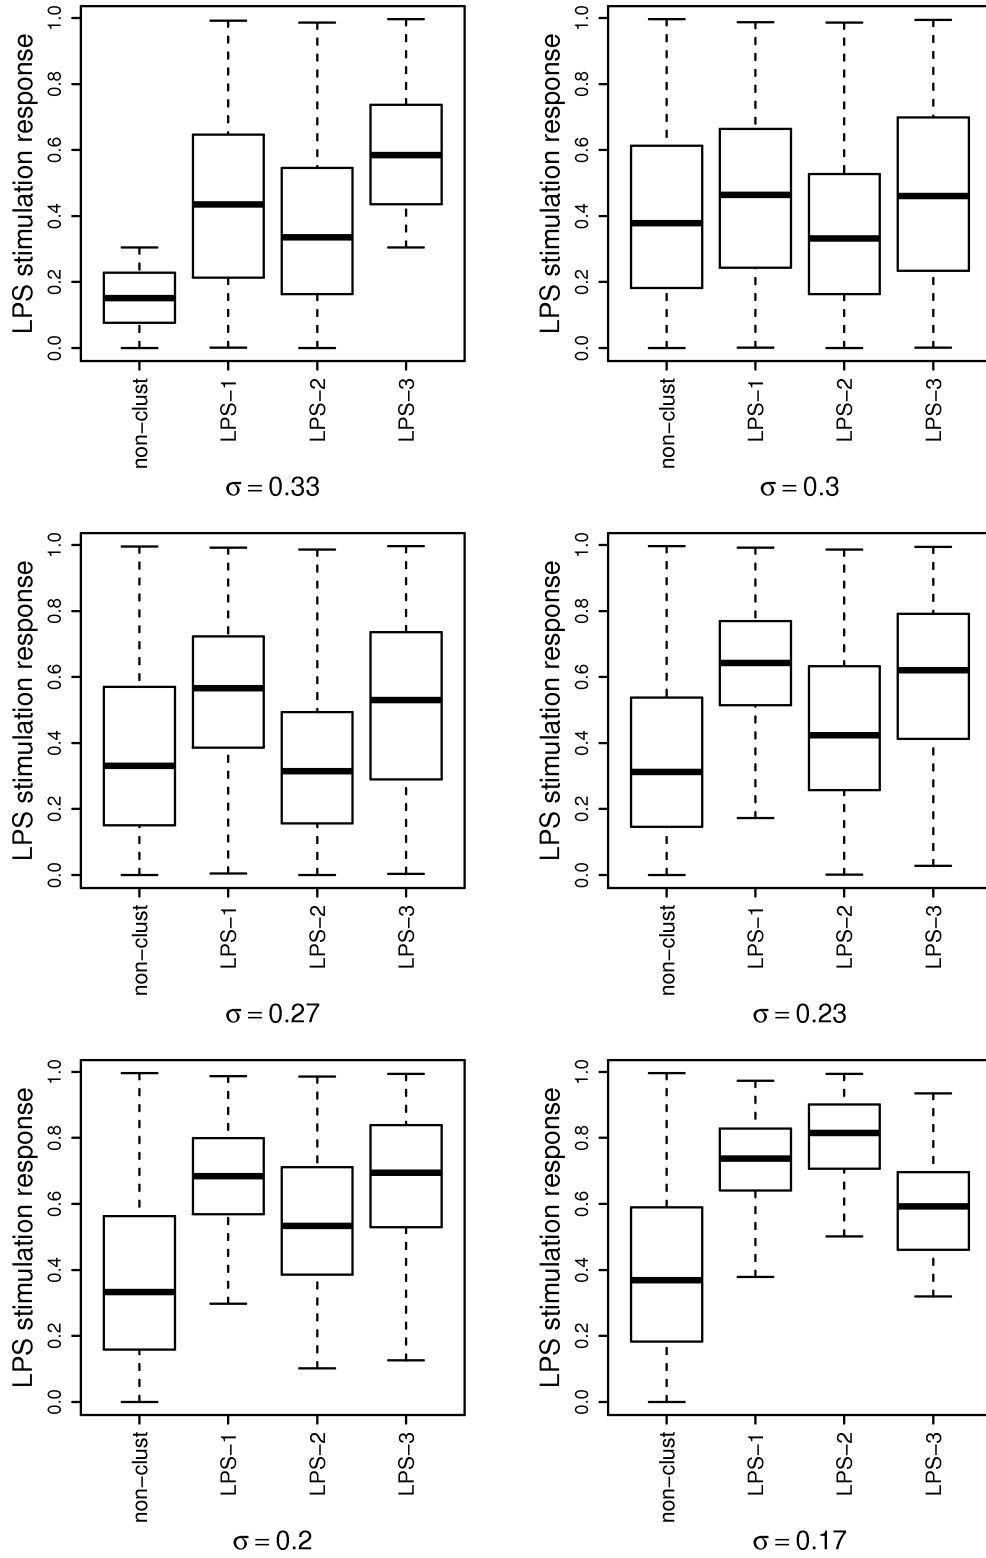 LPS stimulation response
0.0 0.2 0.4 0.6 0.8 1.0
non−clust
LPS−1
LPS−2
LPS−3
σ = 0.33
LPS stimulation response
0.0 0.2 0.4 0.6 0.8 1.0
non−clust
LPS−1
LPS−2
LPS−3
σ = 0.3
LPS stimulation response
0.0 0.2 0.4 0.6 0.8 1.0
non−clust
LPS−1
LPS−2
LPS−3
σ = 0.27
LPS stimulation response
0.0 0.2 0.4 0.6 0.8 1.0
non−clust
LPS−1
LPS−2
LPS−3
σ = 0.23
LPS stimulation response
0.0 0.2 0.4 0.6 0.8 1.0
non−clust
LPS−1
LPS−2
LPS−3
σ = 0.2
LPS stimulation response
0.0 0.2 0.4 0.6 0.8 1.0
non−clust
LPS−1
LPS−2
LPS−3
σ = 0.17